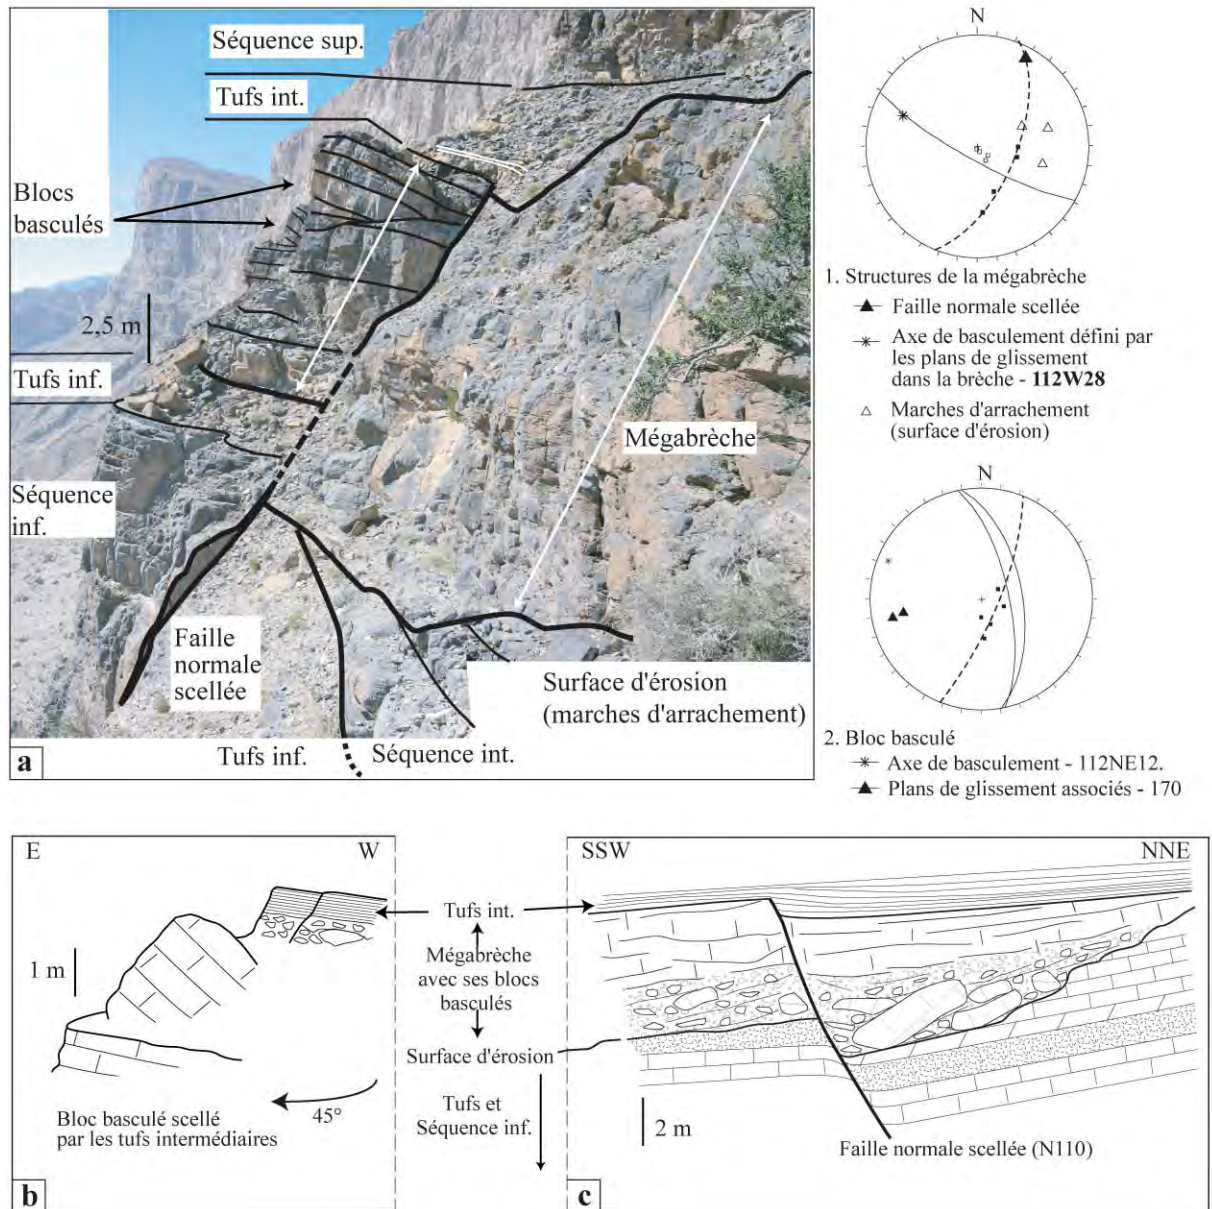 Séquence sup.
Tufs int.
Blocs
basculés
2,5 m
Tufs inf.
Séquence
inf.
Mégabrèche
Faille
normale
scellée
Surface d'érosion
(marches d'arrachement)
Tufs inf.
Séquence int.
a
N
1. Structures de la mégabrèche
Faille normale scellée
Axe de basculement défini par
les plans de glissement
dans la brèche - 112W28
Marches d'arrachement
(surface d'érosion)
N
2. Bloc basculé
Axe de basculement - 112NE12.
Plans de glissement associés - 170
E W
1 m
45°
Bloc basculé scellé
par les tufs intermédiaires
b
Tufs int.
Mégabrèche
avec ses blocs
basculés
Surface d'érosion
Tufs et
Séquence inf.
SSW NNE
2 m
Faille normale scellée (N110)
c